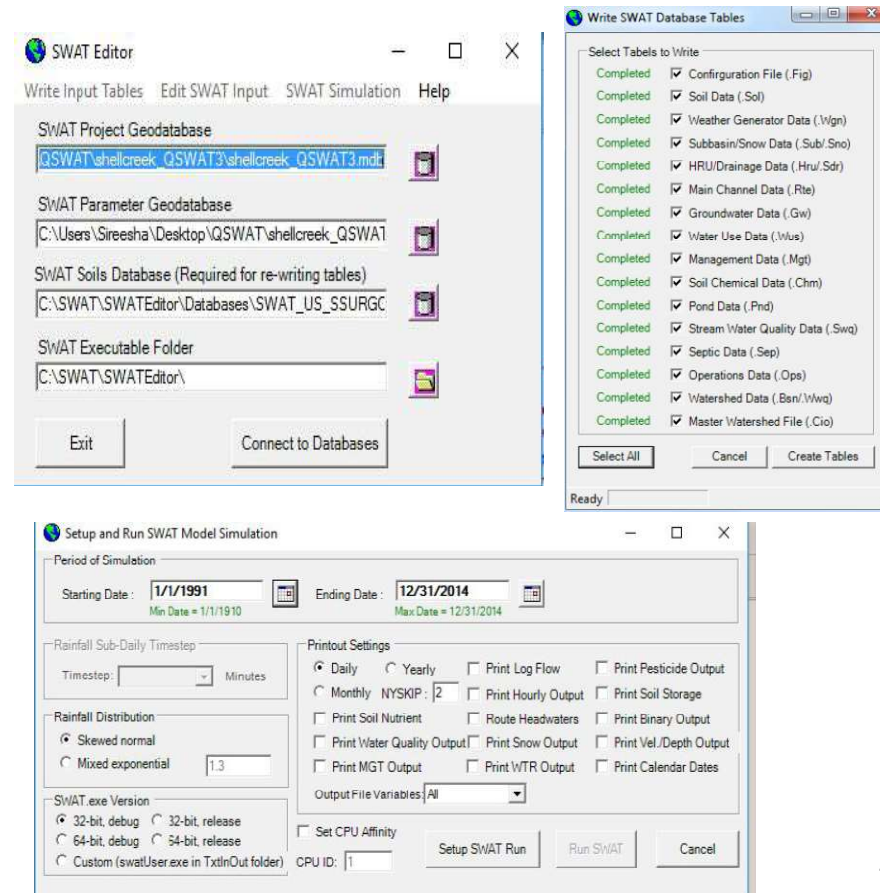 SWAT Editor
Write Input Tables Edit SWAT Input SWAT Simulation Help
SWAT Project Geodatabase
QSWAT\shellcreek_QSWAT3\shellcreek_QSWAT3.mdb
SWAT Parameter Geodatabase
C:\Users\Sireesha\Desktop\QSWAT\shellcreek_QSWAT
SWAT Soils Database (Required for re-writing tables)
C:\SWAT\SWATEditor\Databases\SWAT_US_SSURGO
SWAT Executable Folder
C:\SWAT\SWATEditor\
Exit Connect to Databases
Write SWAT Database Tables
Select Tabels to Write
Completed Confirguration File (.Fig)
Completed Soil Data (.Sol)
Completed Weather Generator Data (.Wgn)
Completed Subbasin/Snow Data (.Sub/.Sno)
Completed HRU/Drainage Data (.Hru/.Sdr)
Completed Main Channel Data (.Rte)
Completed Groundwater Data (.Gw)
Completed Water Use Data (.Wus)
Completed Management Data (.Mgt)
Completed Soil Chemical Data (.Chm)
Completed Pond Data (.Pnd)
Completed Stream Water Quality Data (.Swq)
Completed Septic Data (.Sep)
Completed Operations Data (.Ops)
Completed Watershed Data (.Bsn/.Wwq)
Completed Master Watershed File (.Cio)
Select All Cancel Create Tables
Ready
Setup and Run SWAT Model Simulation
Period of Simulation
Starting Date : 1/1/1991 Ending Date : 12/31/2014
Min Date = 1/1/1910 Max Date = 12/31/2014
Rainfall Sub-Daily Timestep
Timestep: Minutes
Rainfall Distribution
Skewed normal
Mixed exponential 1.3
SWAT.exe Version
32-bit, debug 32-bit, release
64-bit, debug 64-bit, release
Custom (swatUser.exe in TxtInOut folder)
Printout Settings
Daily Yearly Print Log Flow Print Pesticide Output
Monthly NYSKIP : 2 Print Hourly Output Print Soil Storage
Print Soil Nutrient Route Headwaters Print Binary Output
Print Water Quality Output Print Snow Output Print Vel./Depth Output
Print MGT Output Print WTR Output Print Calendar Dates
Output File Variables: All
Set CPU Affinity
CPU ID: 1 Setup SWAT Run Run SWAT Cancel